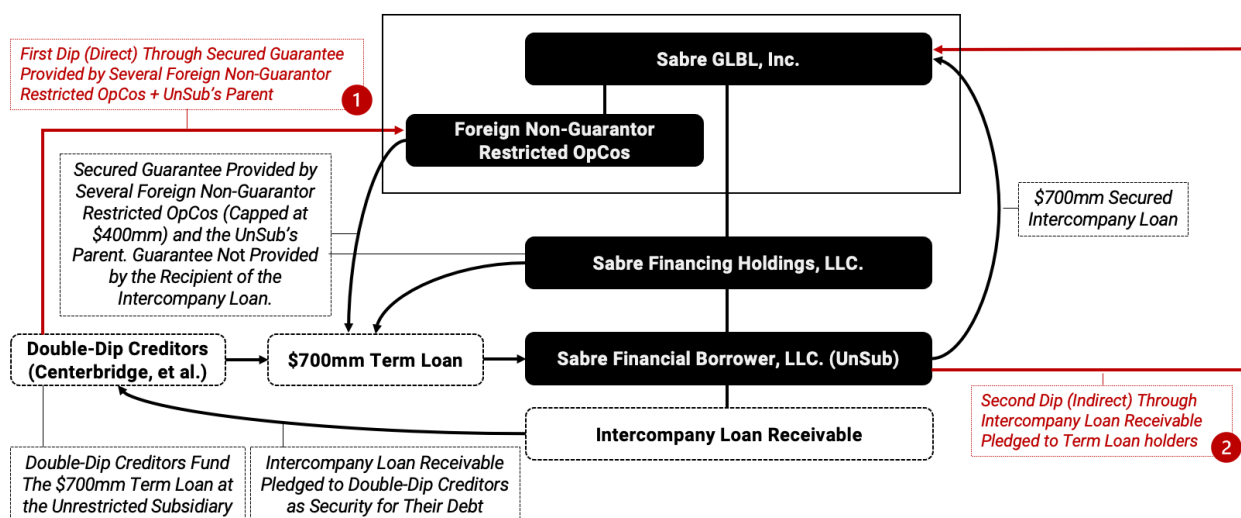 First Dip (Direct) Through Secured Guarantee
Provided by Several Foreign Non-Guarantor
Restricted OpCos + UnSub's Parent
1
Sabre GLBL, Inc.
Foreign Non-Guarantor
Restricted OpCos
Secured Guarantee Provided by
Several Foreign Non-Guarantor
Restricted OpCos (Capped at
$400mm) and the UnSub's
Parent. Guarantee Not Provided
by the Recipient of the
Intercompany Loan.
$700mm Secured
Intercompany Loan
Sabre Financing Holdings, LLC.
Double-Dip Creditors
(Centerbridge, et al.)
$700mm Term Loan
Sabre Financial Borrower, LLC. (UnSub)
Second Dip (Indirect) Through
Intercompany Loan Receivable
Pledged to Term Loan holders
2
Intercompany Loan Receivable
Double-Dip Creditors Fund
The $700mm Term Loan at
the Unrestricted Subsidiary
Intercompany Loan Receivable
Pledged to Double-Dip Creditors
as Security for Their Debt